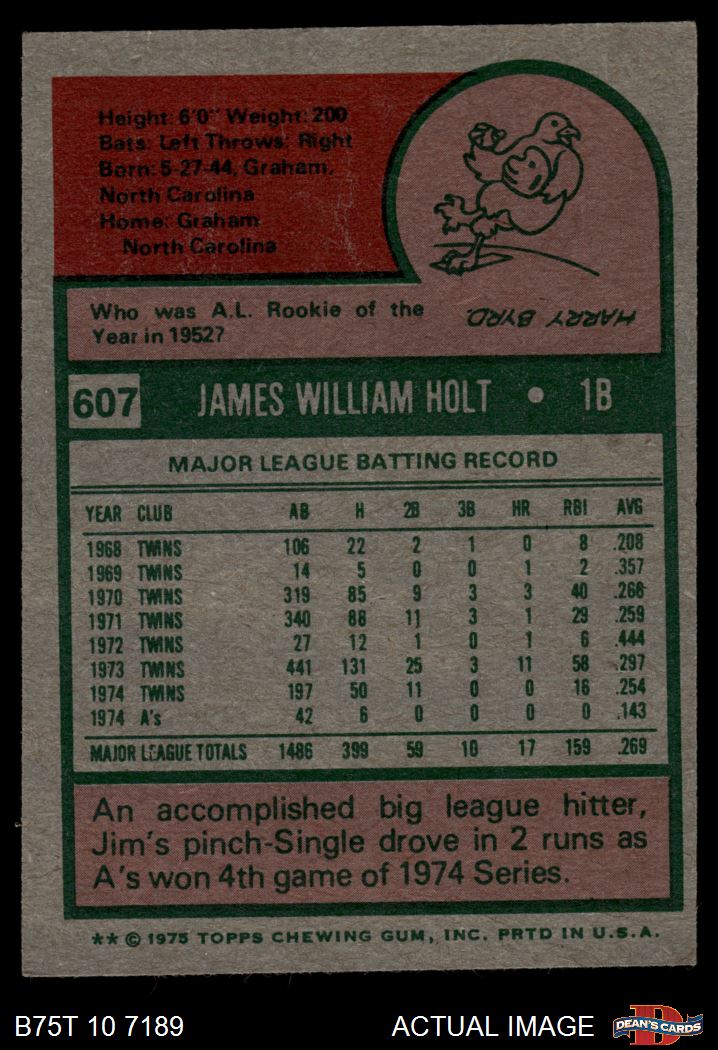 Height: 6'0" Weight: 200
Bats: Left Throws: Right
Born: 5-27-44, Graham,
North Carolina
Home: Graham
North Carolina
Who was A.L. Rookie of the
Year in 1952?
HARRY BYRD.
607 JAMES WILLIAM HOLT • 1B
MAJOR LEAGUE BATTING RECORD
YEAR CLUB AB H 2B 3B HR RBI AVG
1968 TWINS 106 22 2 1 0 8 .208
1969 TWINS 14 5 0 0 1 2 .357
1970 TWINS 319 85 9 3 3 40 .266
1971 TWINS 340 88 11 3 1 29 .259
1972 TWINS 27 12 1 0 1 6 .444
1973 TWINS 441 131 25 3 11 58 .297
1974 TWINS 197 50 11 0 0 16 .254
1974 A's 42 6 0 0 0 0 .143
MAJOR LEAGUE TOTALS 1486 399 59 10 17 159 .269
An accomplished big league hitter,
Jim's pinch-Single drove in 2 runs as
A's won 4th game of 1974 Series.
** © 1975 TOPPS CHEWING GUM, INC. PRTD IN U.S.A.
B75T 10 7189 ACTUAL IMAGE DEAN'S CARDS